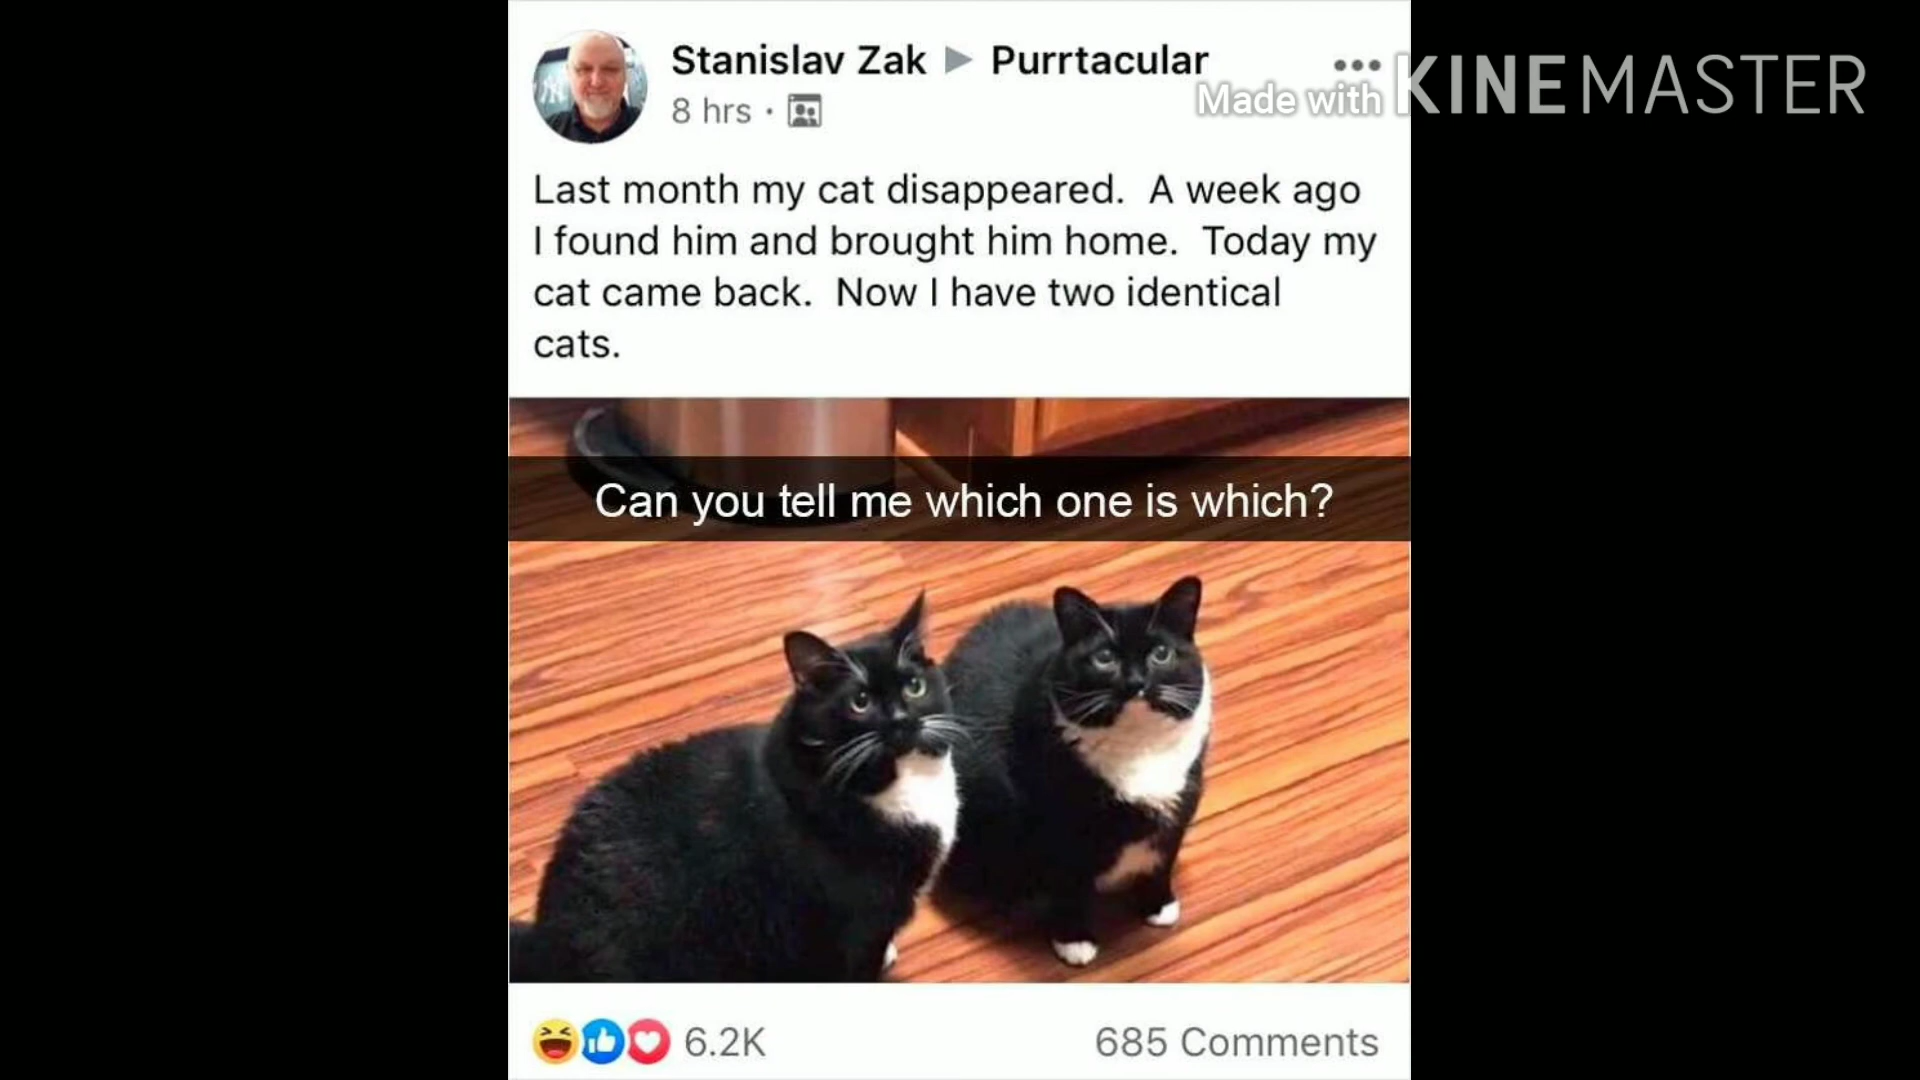 Stanislav Zak ▶ Purrtacular
8 hrs ·
Made with KINEMASTER
Last month my cat disappeared. A week ago
I found him and brought him home. Today my
cat came back. Now I have two identical
cats.
Can you tell me which one is which?
6.2K
685 Comments